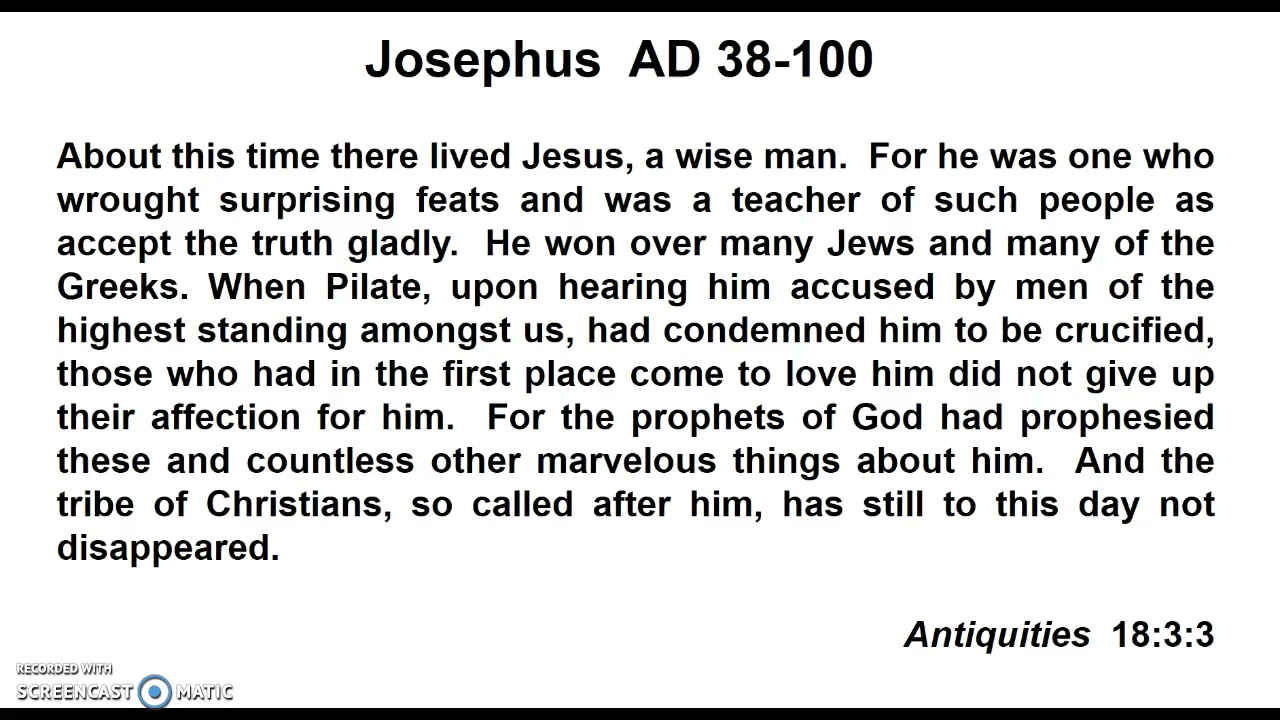 Josephus AD 38-100
About this time there lived Jesus, a wise man. For he was one who
wrought surprising feats and was a teacher of such people as
accept the truth gladly. He won over many Jews and many of the
Greeks. When Pilate, upon hearing him accused by men of the
highest standing amongst us, had condemned him to be crucified,
those who had in the first place come to love him did not give up
their affection for him. For the prophets of God had prophesied
these and countless other marvelous things about him. And the
tribe of Christians, so called after him, has still to this day not
disappeared.
Antiquities 18:3:3
RECORDED WITH
SCREENCAST MATIC